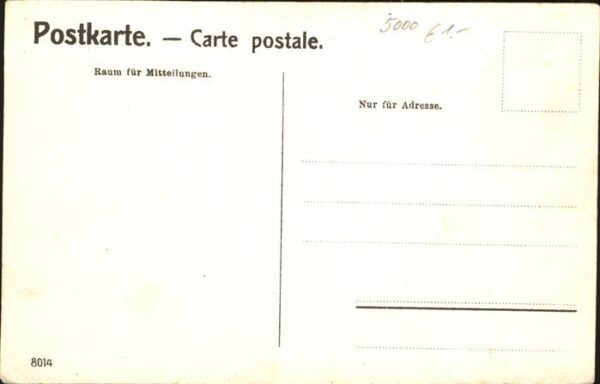 Postkarte. — Carte postale.
5000 €1.-
Raum für Mitteilungen.
Nur für Adresse.
8014